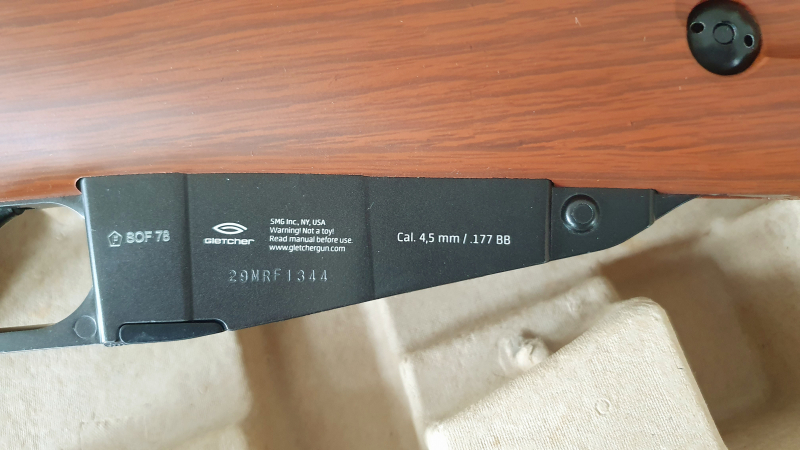 F BOF 78
GLETCHER
SMG Inc., NY, USA
Warning! Not a toy!
Read manual before use.
www.gletchergun.com
29MRF1344
Cal. 4,5 mm / .177 BB